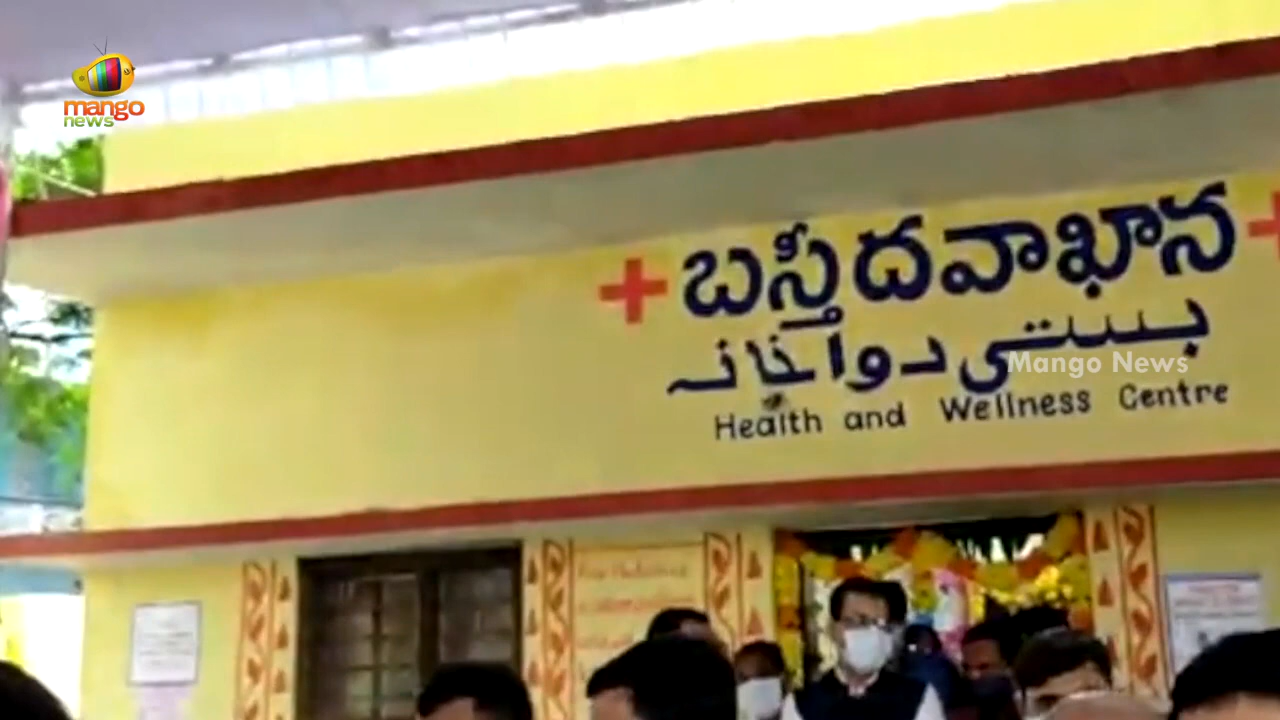 mango
news
బస్తీదవాఖాన
بستی دواخانہ
Mango News
Health and Wellness Centre